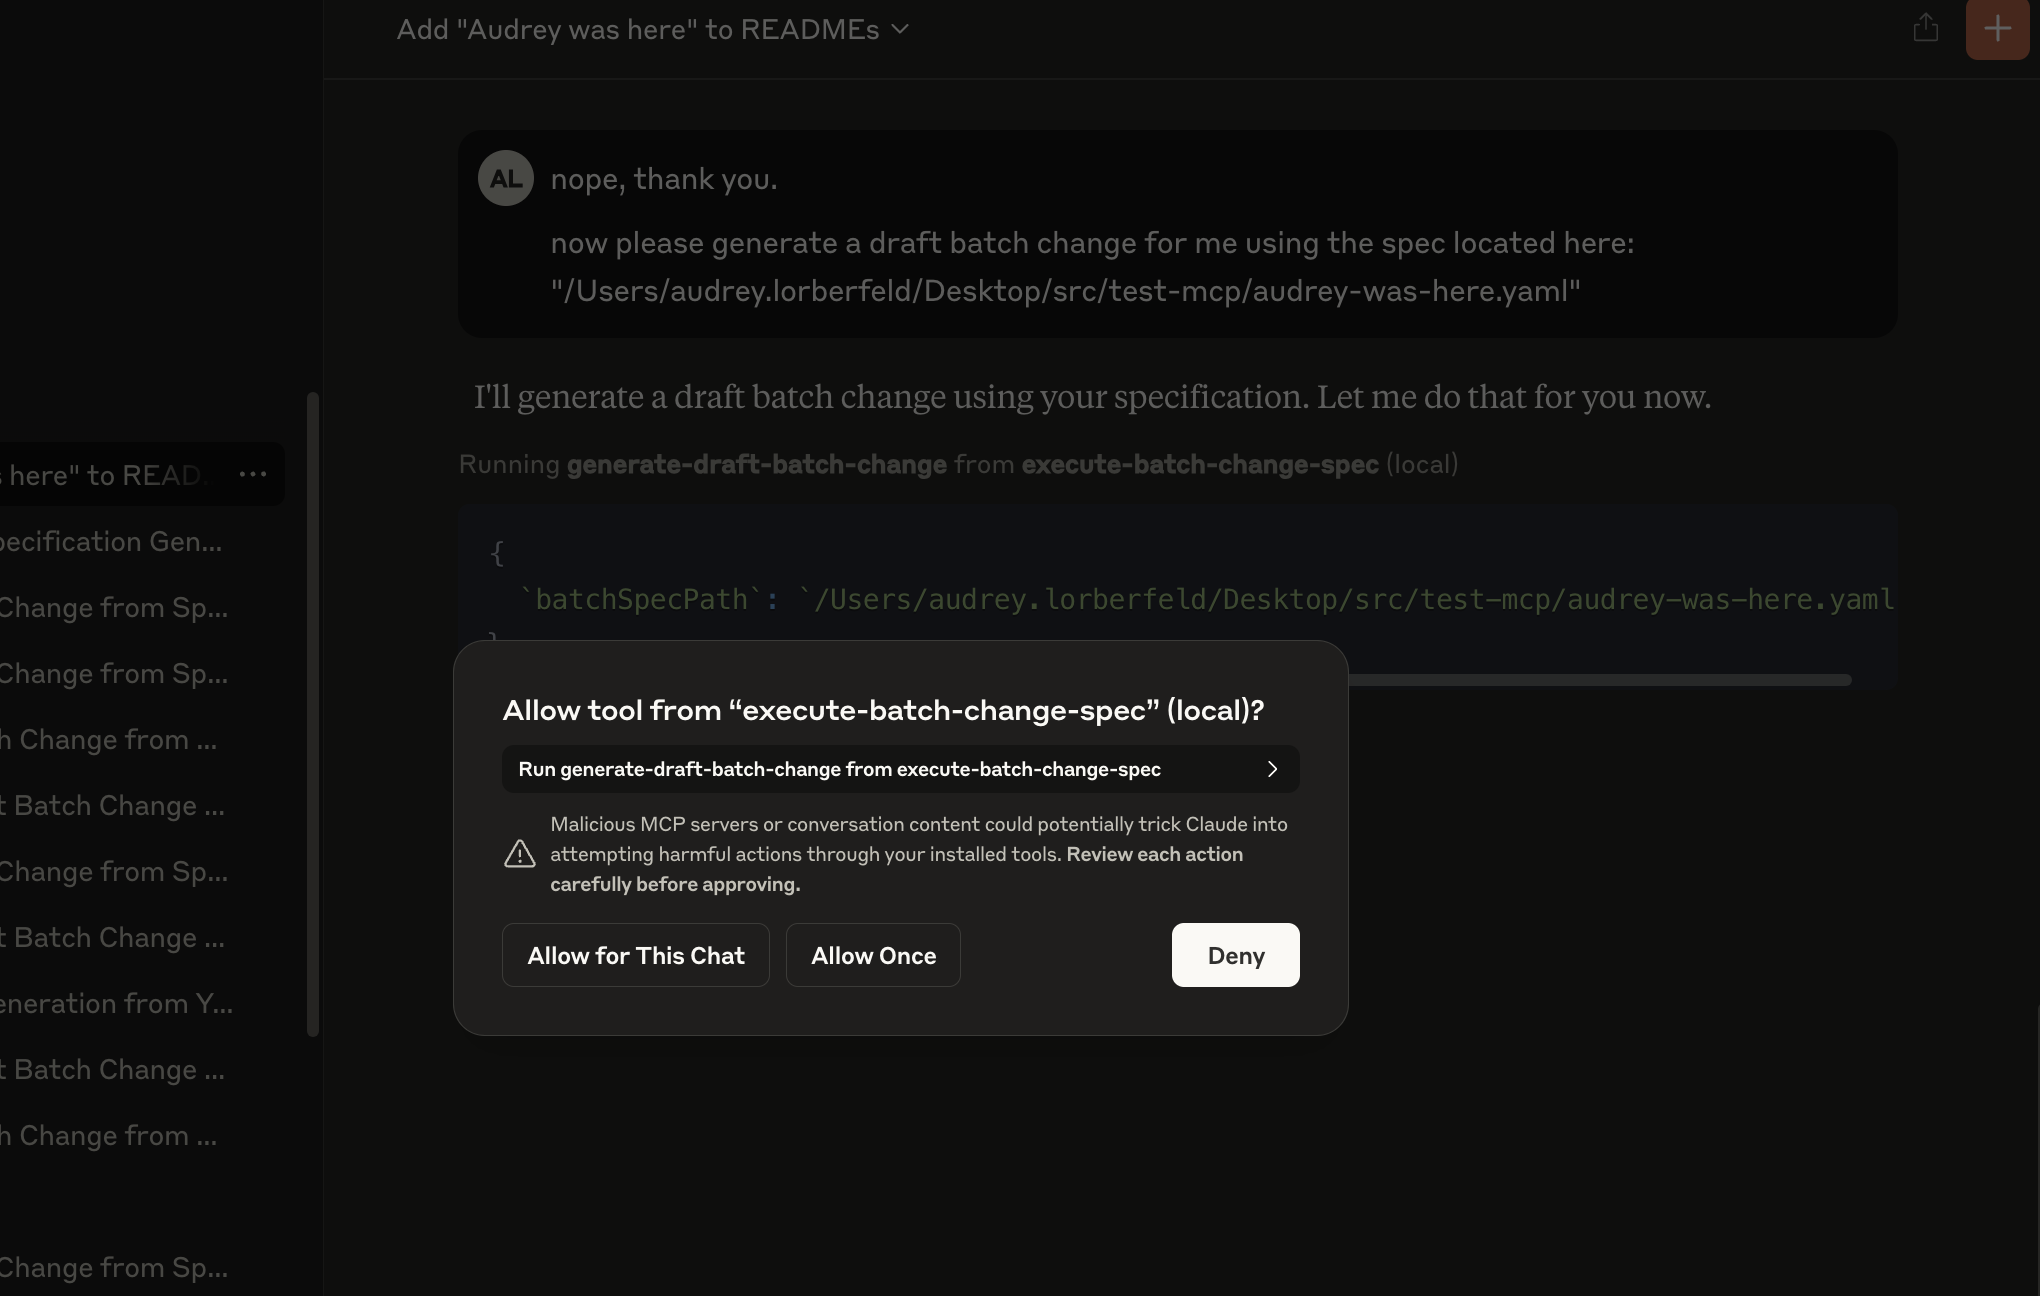 Add "Audrey was here" to READMEs
AL
nope, thank you.
now please generate a draft batch change for me using the spec located here:
"/Users/audrey.lorberfeld/Desktop/src/test-mcp/audrey-was-here.yaml"
I'll generate a draft batch change using your specification. Let me do that for you now.
Running generate-draft-batch-change from execute-batch-change-spec (local)
{
`batchSpecPath`: `/Users/audrey.lorberfeld/Desktop/src/test-mcp/audrey-was-here.yaml
}
Allow tool from “execute-batch-change-spec” (local)?
Run generate-draft-batch-change from execute-batch-change-spec
Malicious MCP servers or conversation content could potentially trick Claude into
attempting harmful actions through your installed tools. Review each action
carefully before approving.
Allow for This Chat
Allow Once
Deny
s here" to READ.
pecification Gen...
Change from Sp...
Change from Sp...
h Change from ...
t Batch Change ...
Change from Sp...
t Batch Change ...
eneration from Y...
t Batch Change ...
h Change from ...
Change from Sp...